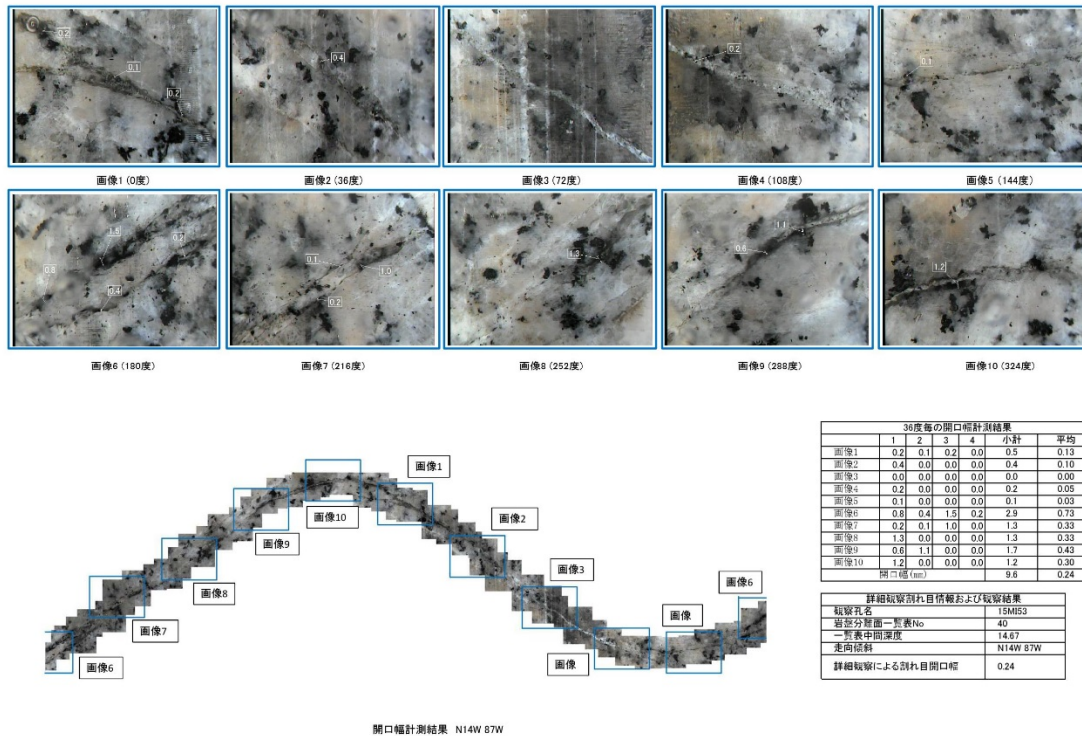 0.2
0.1
0.2
0.4
0.2
0.1
画像1 (0度)
画像2 (36度)
画像3 (72度)
画像4 (108度)
画像5 (144度)
0.8
0.2
0.4
0.1
1.0
0.2
1.3
1.1
0.6
1.2
画像6 (180度)
画像7 (216度)
画像8 (252度)
画像9 (288度)
画像10 (324度)
36度毎の開口幅計測結果
1 2 3 4 小計 平均
画像1 0.2 0.1 0.2 0.0 0.5 0.13
画像2 0.4 0.0 0.0 0.0 0.4 0.10
画像3 0.0 0.0 0.0 0.0 0.0 0.00
画像4 0.2 0.0 0.0 0.0 0.2 0.05
画像5 0.1 0.0 0.0 0.0 0.1 0.03
画像6 0.8 0.4 1.5 0.2 2.9 0.73
画像7 0.2 0.1 1.0 0.0 1.3 0.33
画像8 1.3 0.0 0.0 0.0 1.3 0.33
画像9 0.6 1.1 0.0 0.0 1.7 0.43
画像10 1.2 0.0 0.0 0.0 1.2 0.30
開口幅(mm) 9.6 0.24
画像1
画像10
画像2
画像9
画像3
画像6
画像8
画像7
画像
画像
画像6
詳細観察割れ目情報および観察結果
観察孔名 15MI53
岩盤分離面一覧表No 40
一覧表中間深度 14.67
走向傾斜 N14W 87W
詳細観察による割れ目開口幅 0.24
開口幅計測結果 N14W 87W